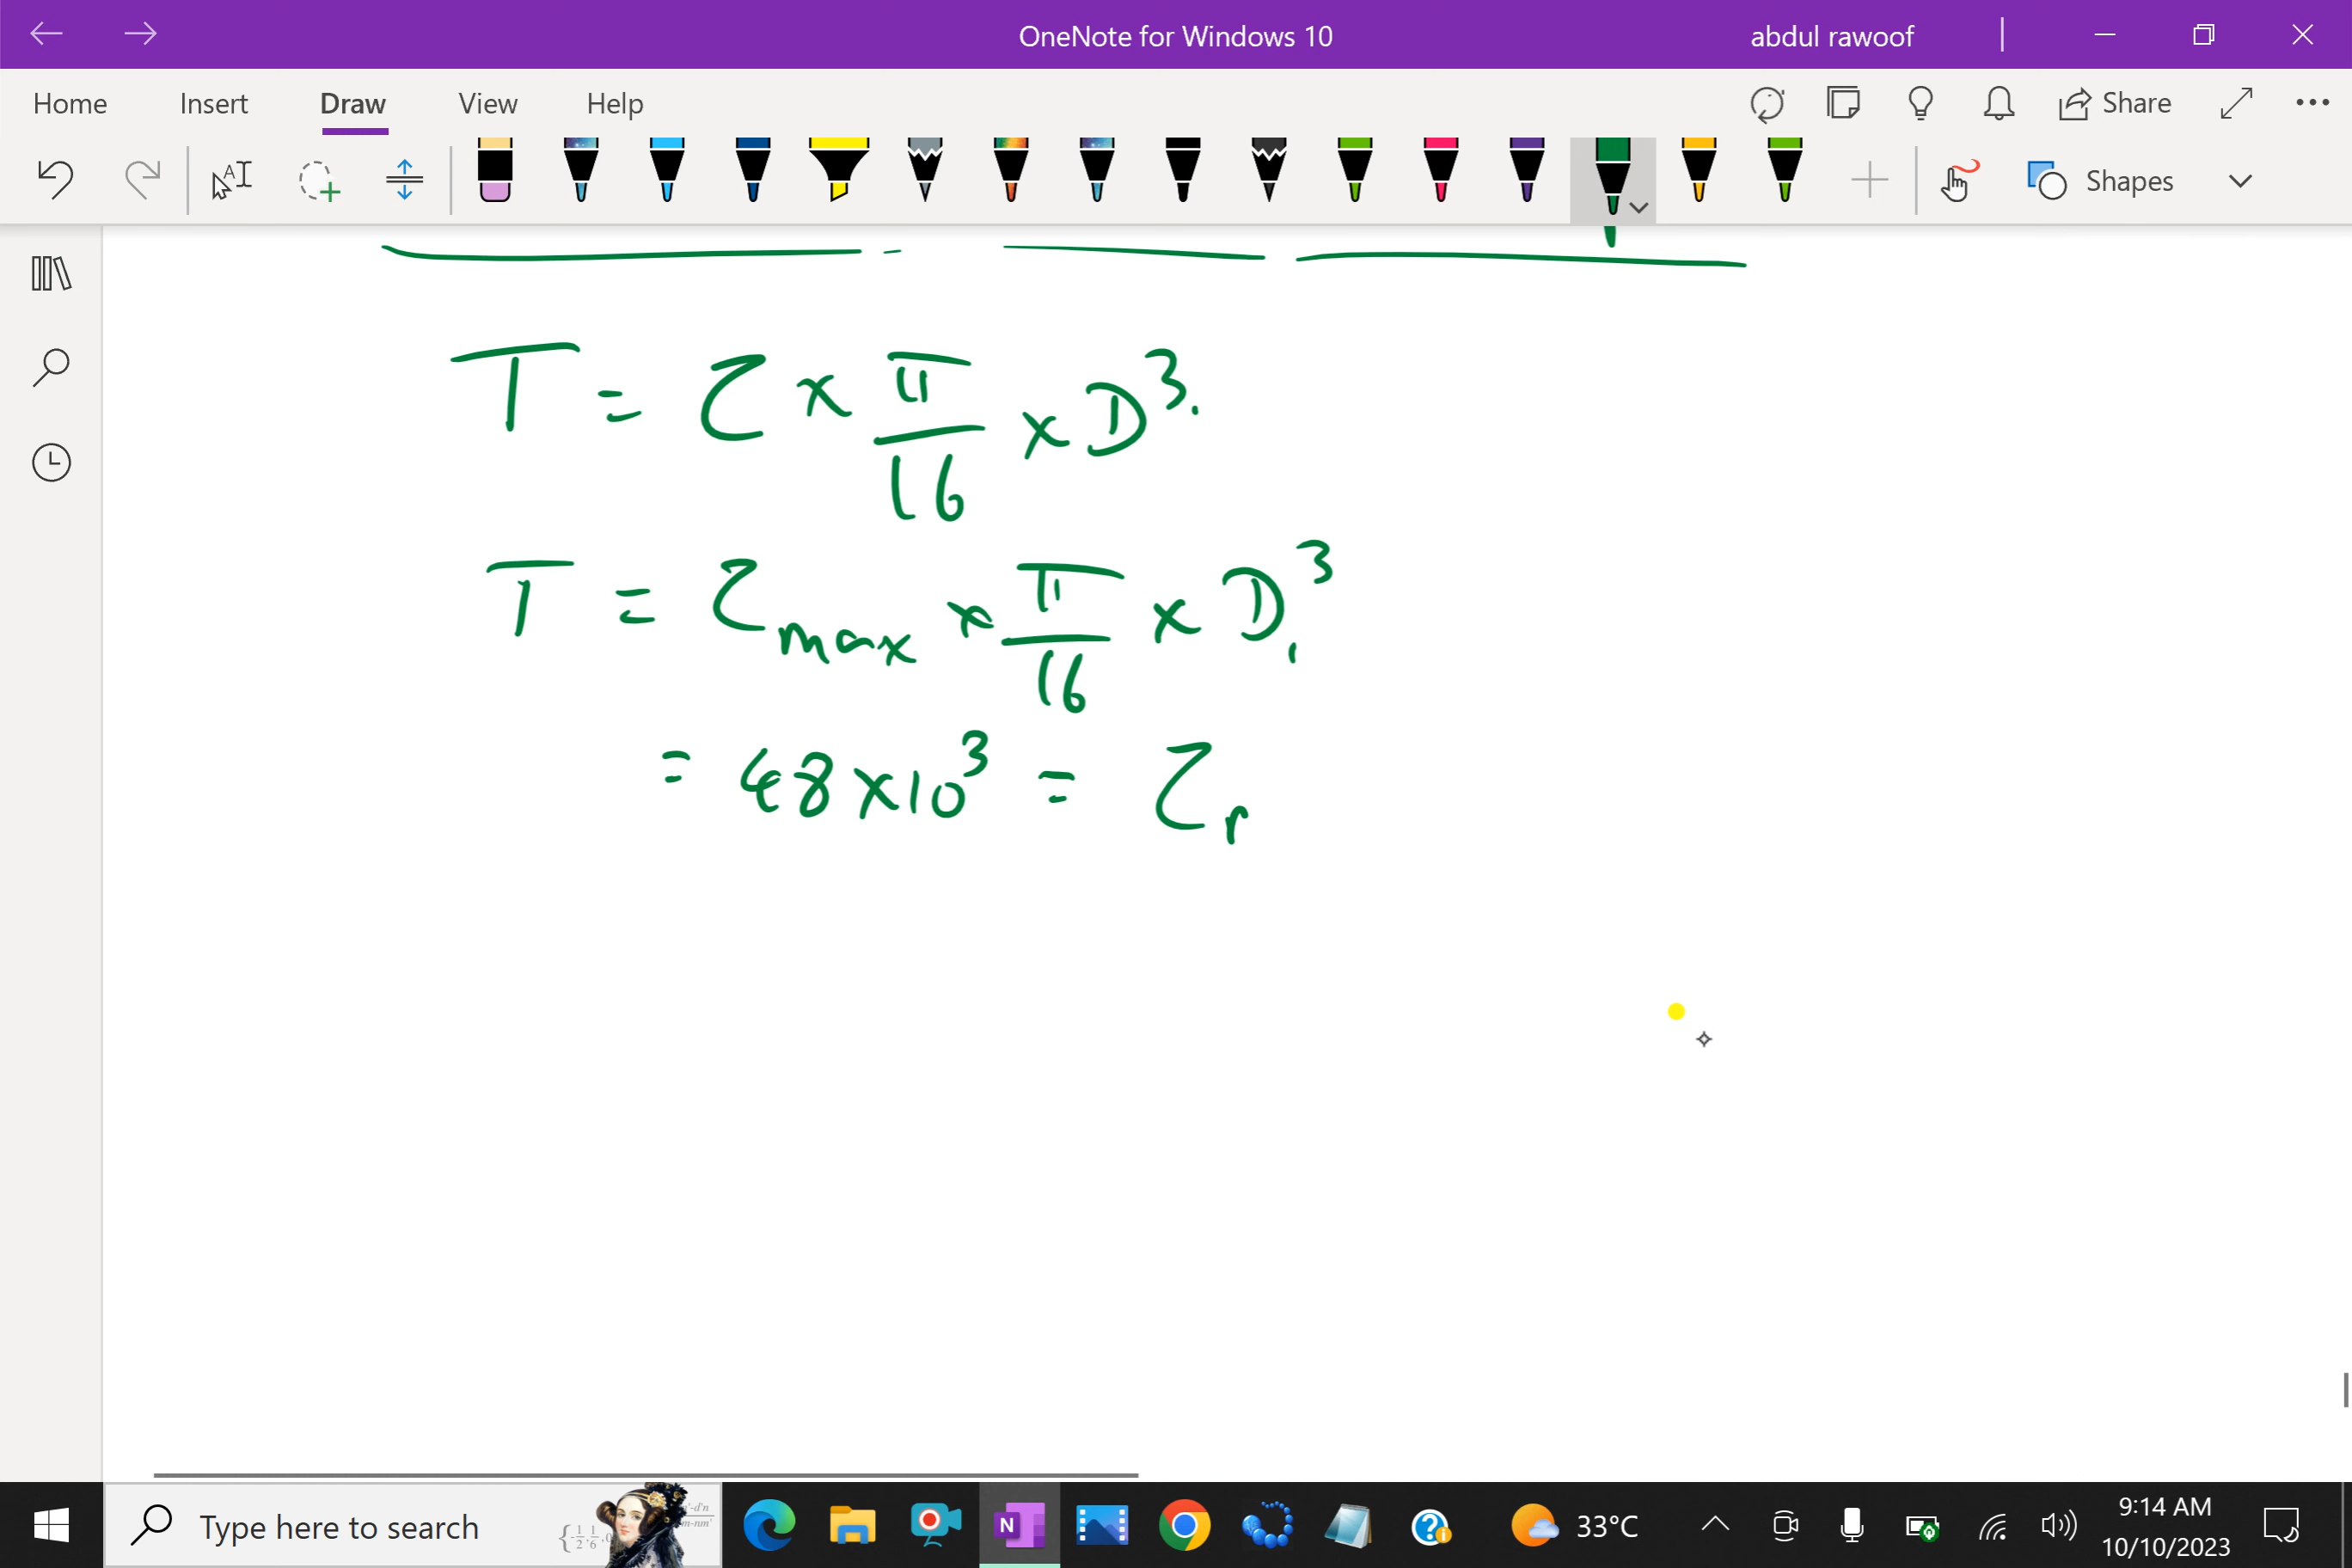 OneNote for Windows 10
abdul rawoof
Home Insert Draw View Help
Share
Shapes
T = τ × π/16 × D³.
T = τmax × π/16 × D₁³
= 48×10³ = τr
Type here to search
33°C
9:14 AM
10/10/2023